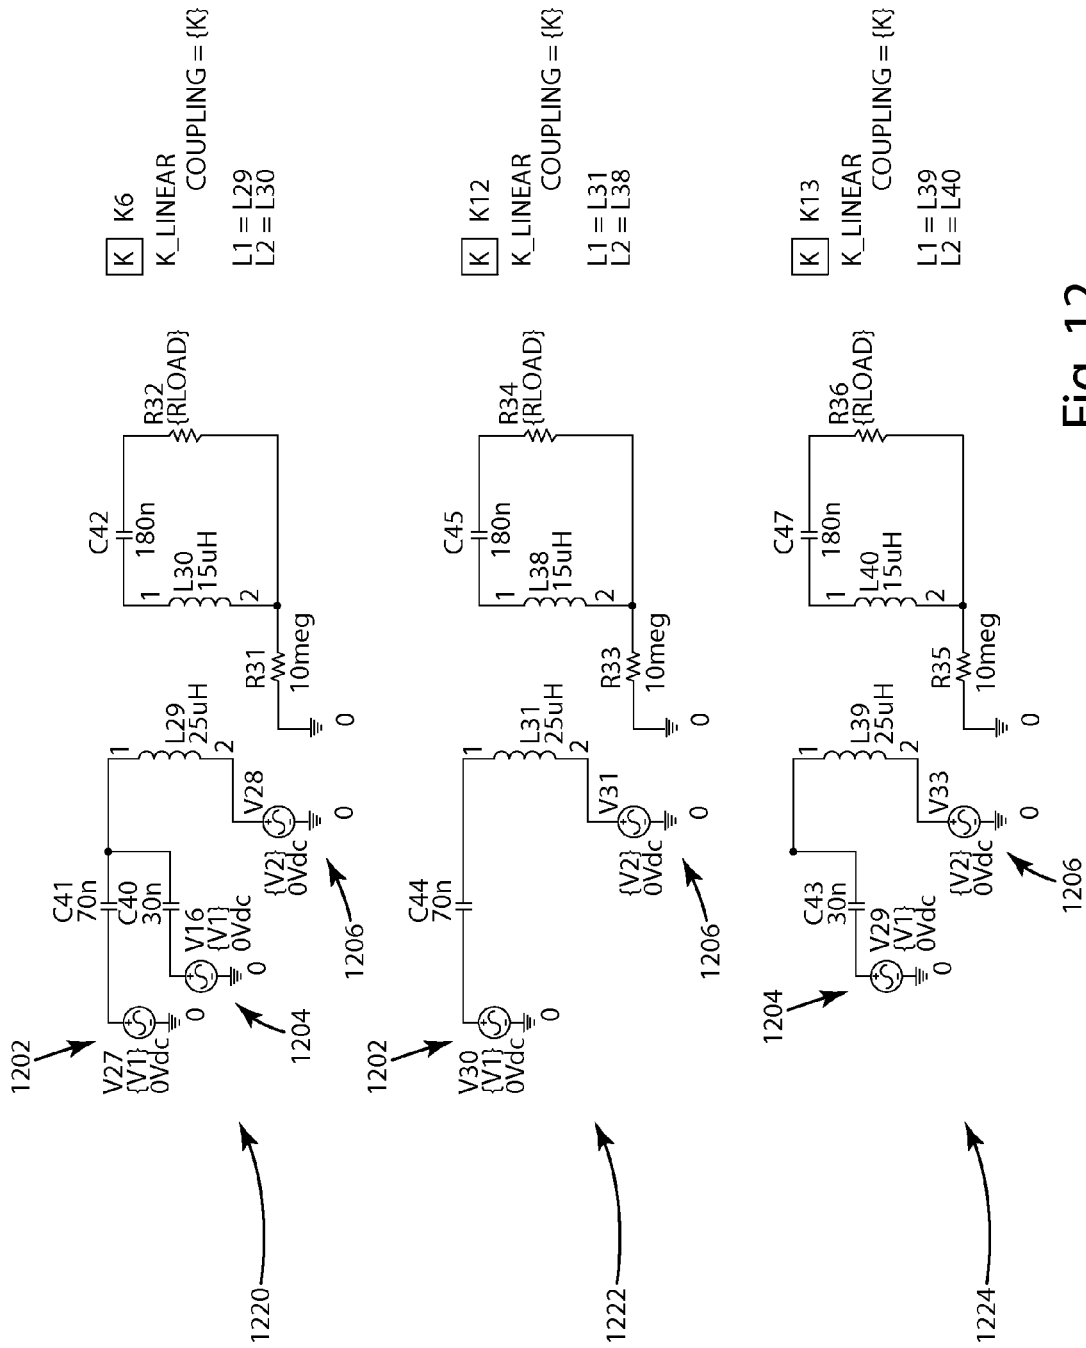 1220
1202
V27
{V1}
0Vdc
0
C41
70n
C40
30n
V16
{V1}
0Vdc
0
1204
1
L29
25uH
2
V28
{V2}
0Vdc
0
1206
R31
10meg
0
1
L30
15uH
2
C42
180n
R32
{RLOAD}
K K6
K_LINEAR
COUPLING = {K}
L1 = L29
L2 = L30
1222
1202
V30
{V1}
0Vdc
0
C44
70n
1
L31
25uH
2
V31
{V2}
0Vdc
0
1206
R33
10meg
0
1
L38
15uH
2
C45
180n
R34
{RLOAD}
K K12
K_LINEAR
COUPLING = {K}
L1 = L31
L2 = L38
1224
1204
C43
30n
V29
{V1}
0Vdc
0
1
L39
25uH
2
V33
{V2}
0Vdc
0
1206
R35
10meg
0
1
L40
15uH
2
C47
180n
R36
{RLOAD}
K K13
K_LINEAR
COUPLING = {K}
L1 = L39
L2 = L40
Fig. 12